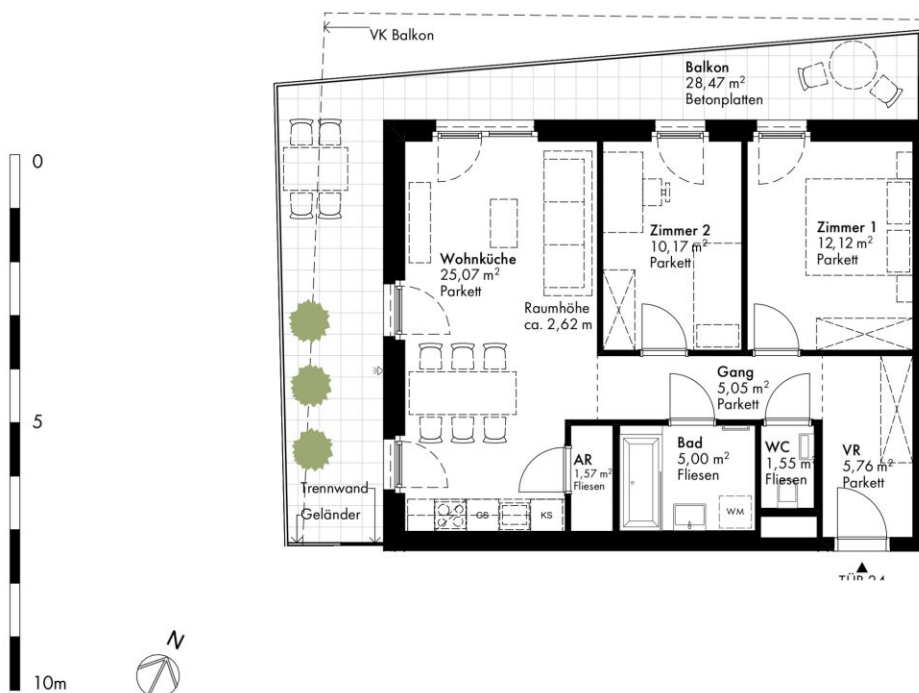 VK Balkon
Balkon
28,47 m²
Betonplatten
0
Wohnküche
25,07 m²
Parkett
Zimmer 2
10,17 m²
Parkett
Zimmer 1
12,12 m²
Parkett
Raumhöhe
ca. 2,62 m
Gang
5,05 m²
Parkett
5
AR
1,57 m²
Fliesen
Bad
5,00 m²
Fliesen
WC
1,55 m²
Fliesen
VR
5,76 m²
Parkett
Trennwand
Geländer
GS
KS
WM
TÜR 24
N
10m